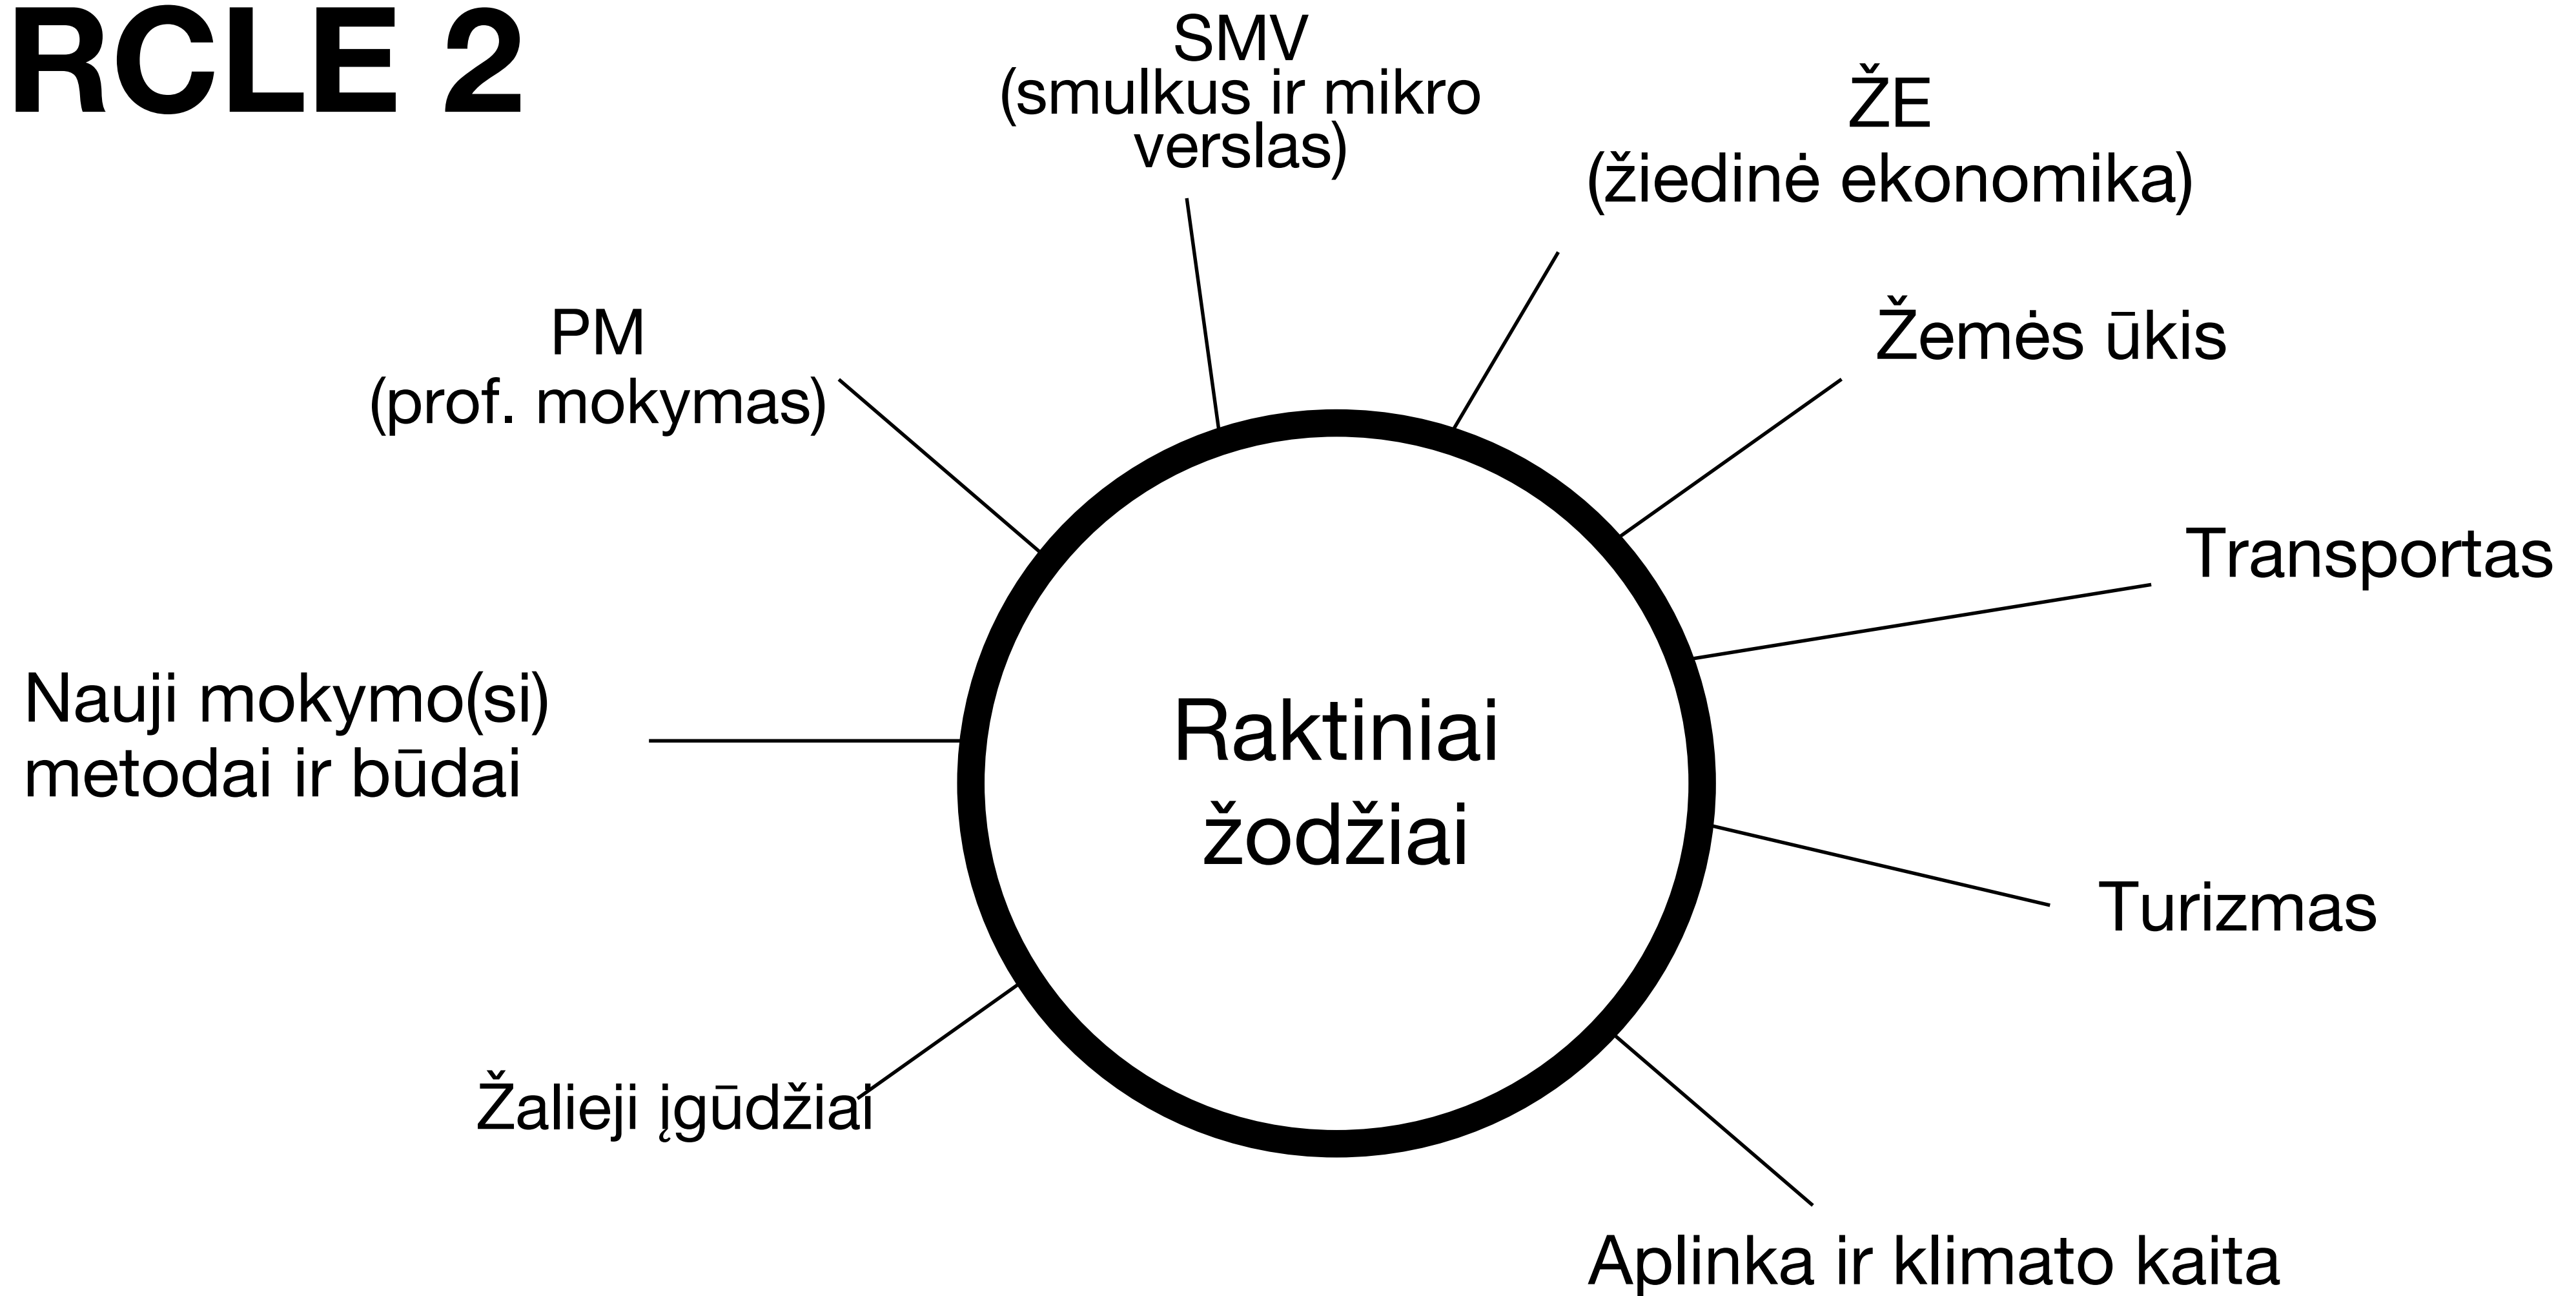 RCLE 2
SMV
(smulkus ir mikro
verslas)
ŽE
(žiedinė ekonomika)
PM
(prof. mokymas)
Žemės ūkis
Transportas
Nauji mokymo(si)
metodai ir būdai
Raktiniai
žodžiai
Turizmas
Žalieji įgūdžiai
Aplinka ir klimato kaita